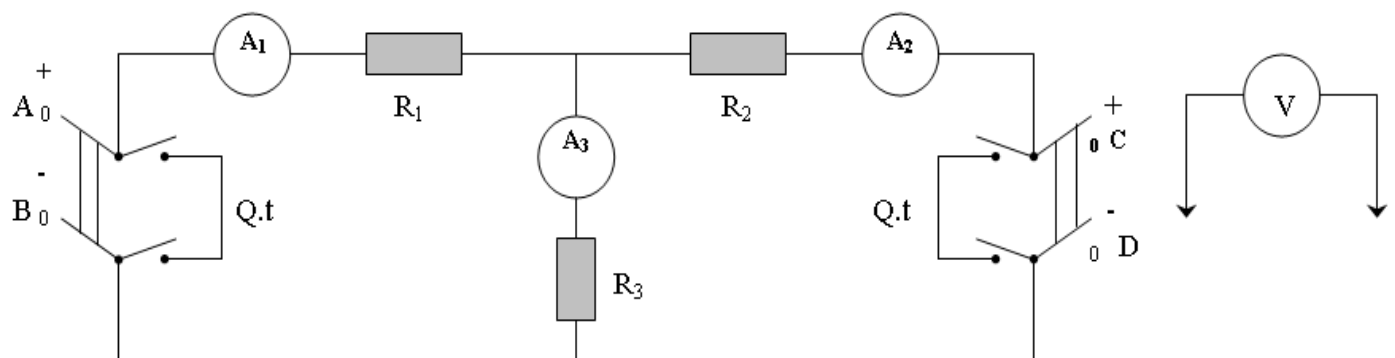 A₁
A₂
+
A 0
R₁
R₂
+
0 C
V
A₃
-
B 0
Q.t
Q.t
-
0 D
R₃